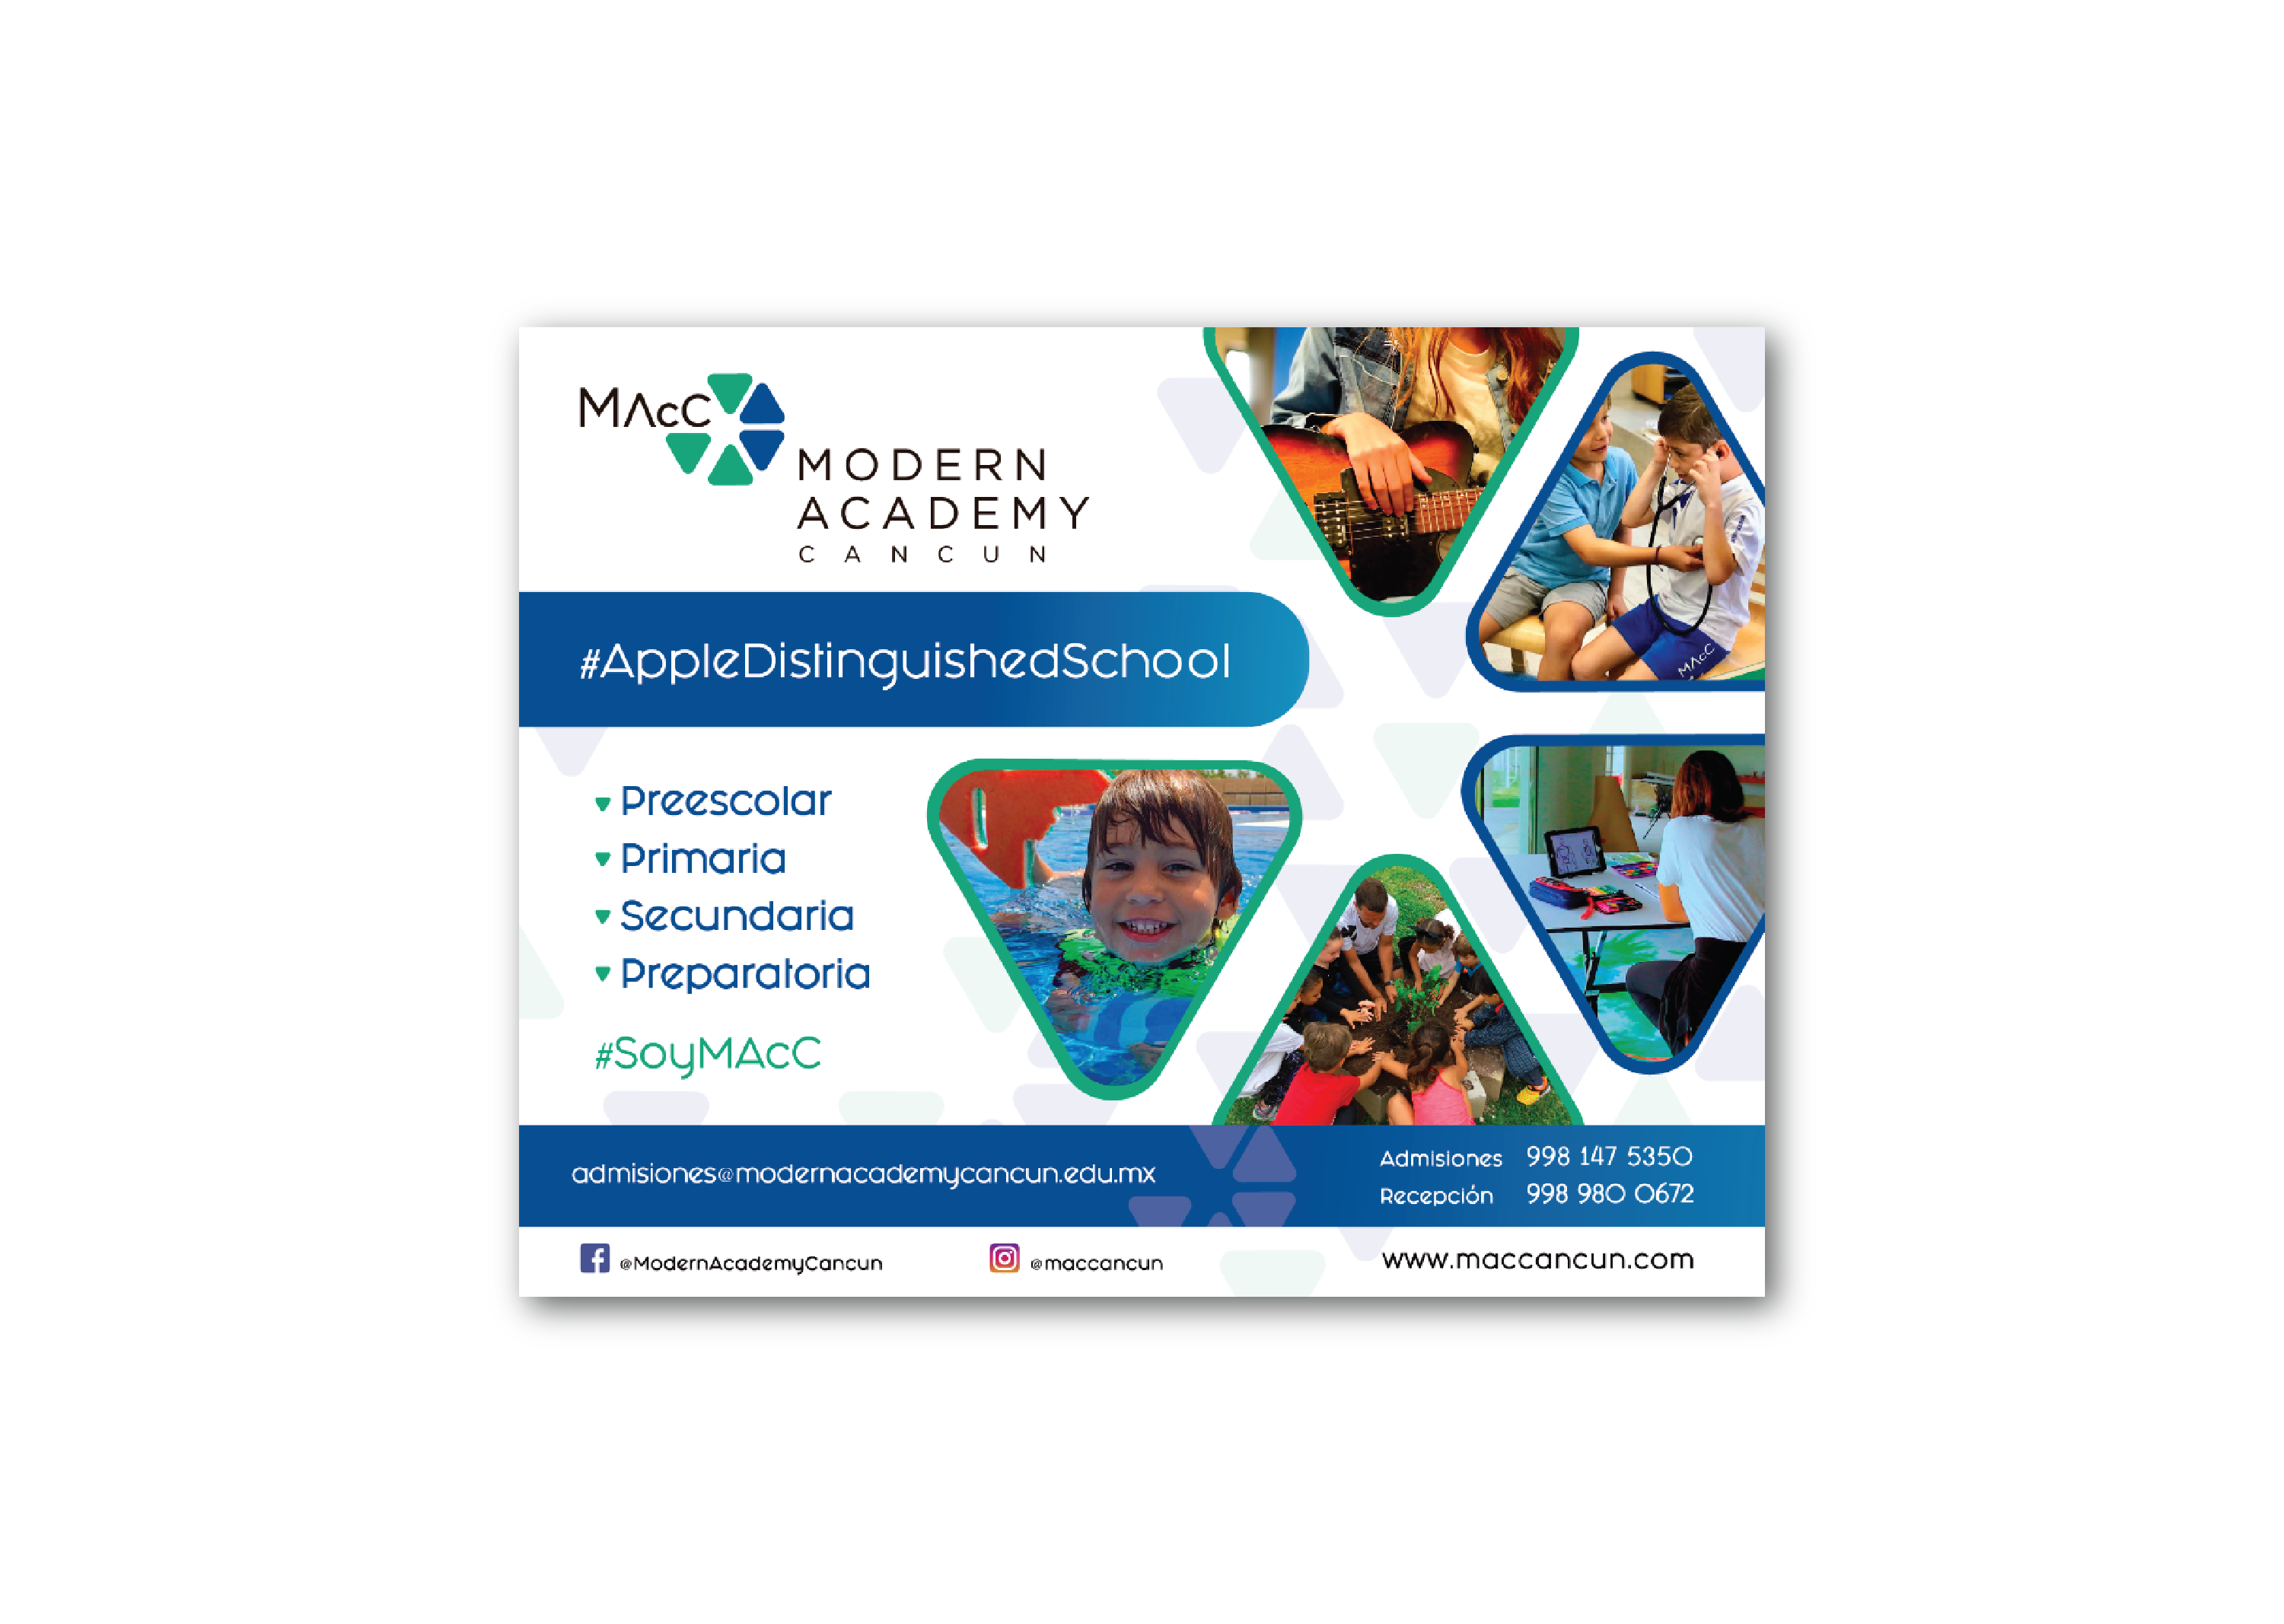 MAcC
MODERN
ACADEMY
CANCUN
#AppleDistinguishedSchool
Preescolar
Primaria
Secundaria
Preparatoria
#SoyMAcC
MAcC
admisiones@modernacademycancun.edu.mx
Admisiones 998 147 5350
Recepción 998 980 0672
@ModernAcademyCancun
@maccancun
www.maccancun.com